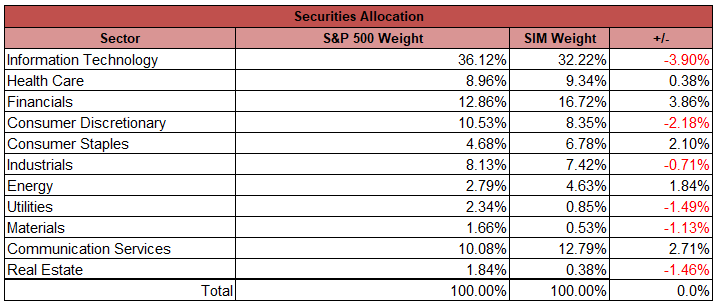 Securities Allocation
Sector S&P 500 Weight SIM Weight +/-
Information Technology 36.12% 32.22% -3.90%
Health Care 8.96% 9.34% 0.38%
Financials 12.86% 16.72% 3.86%
Consumer Discretionary 10.53% 8.35% -2.18%
Consumer Staples 4.68% 6.78% 2.10%
Industrials 8.13% 7.42% -0.71%
Energy 2.79% 4.63% 1.84%
Utilities 2.34% 0.85% -1.49%
Materials 1.66% 0.53% -1.13%
Communication Services 10.08% 12.79% 2.71%
Real Estate 1.84% 0.38% -1.46%
Total 100.00% 100.00% 0.0%